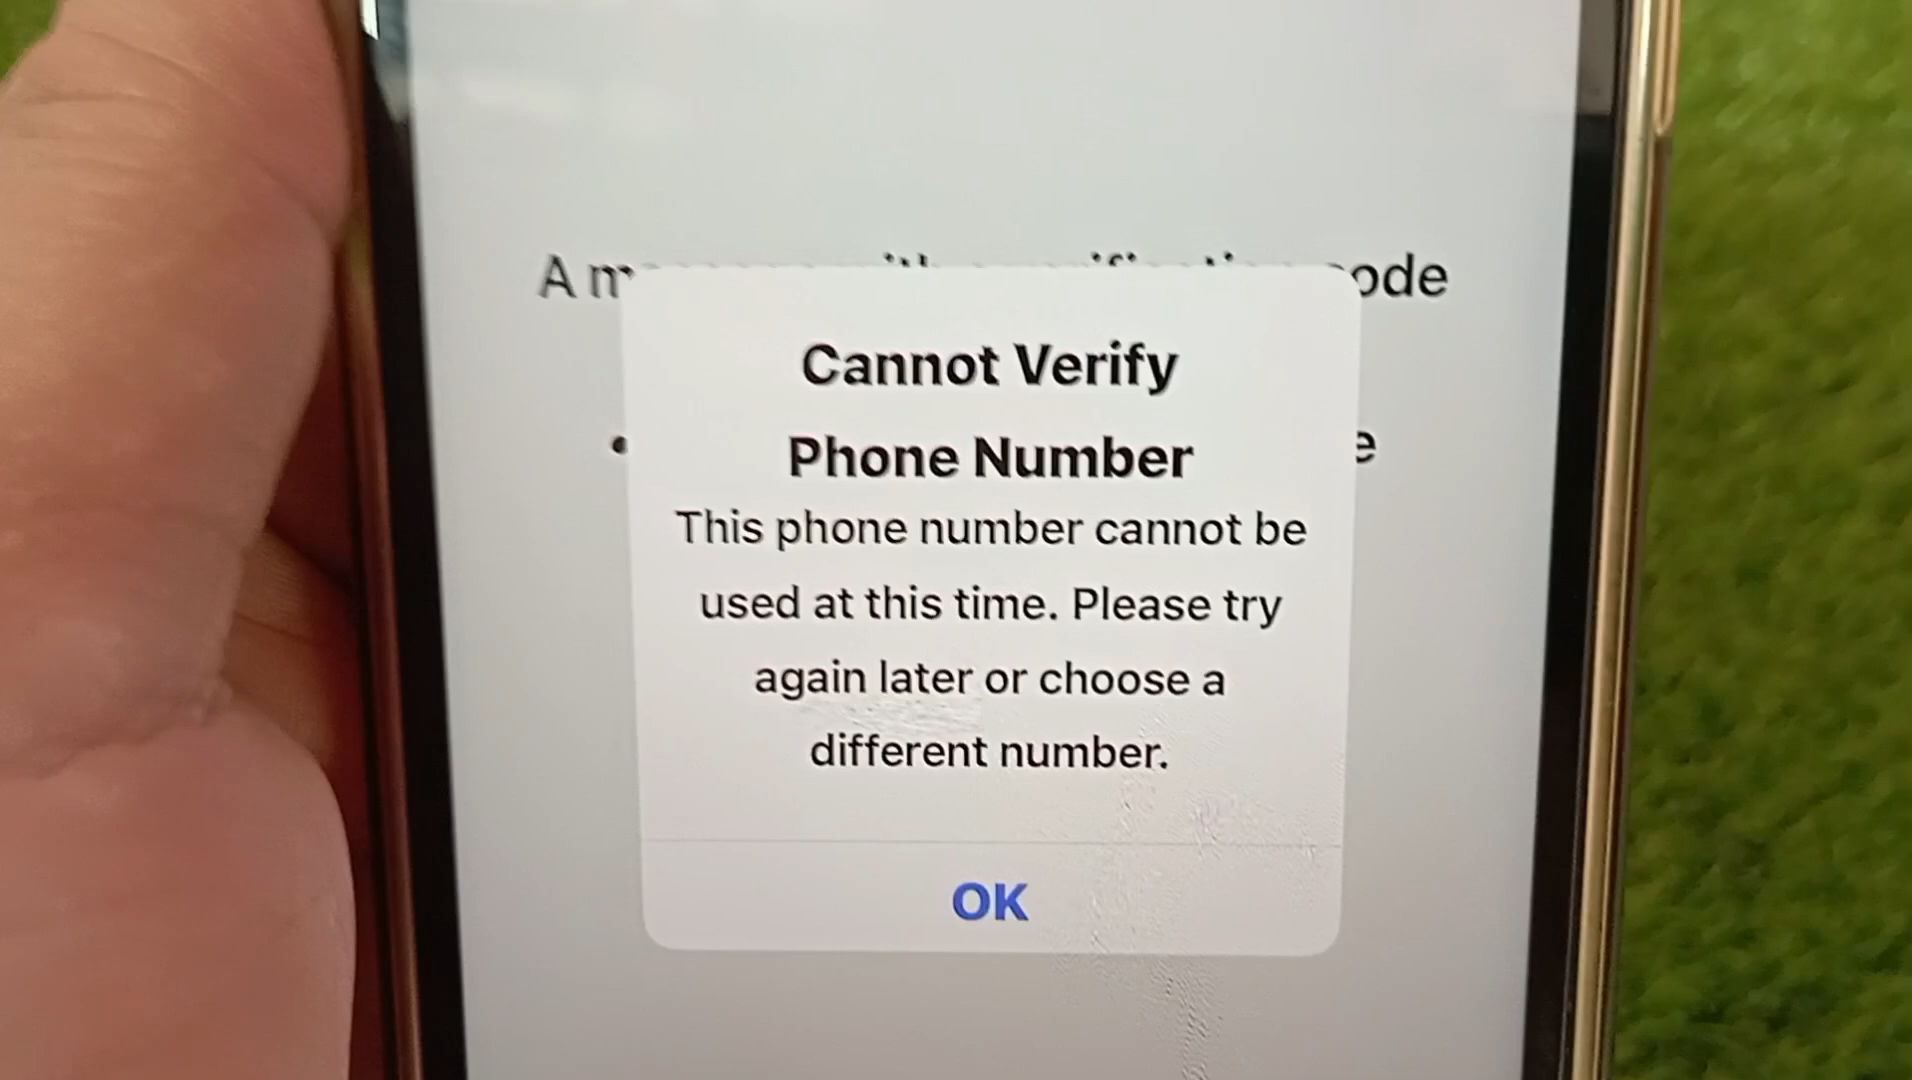 A
code
Cannot Verify
Phone Number
This phone number cannot be
used at this time. Please try
again later or choose a
different number.
OK